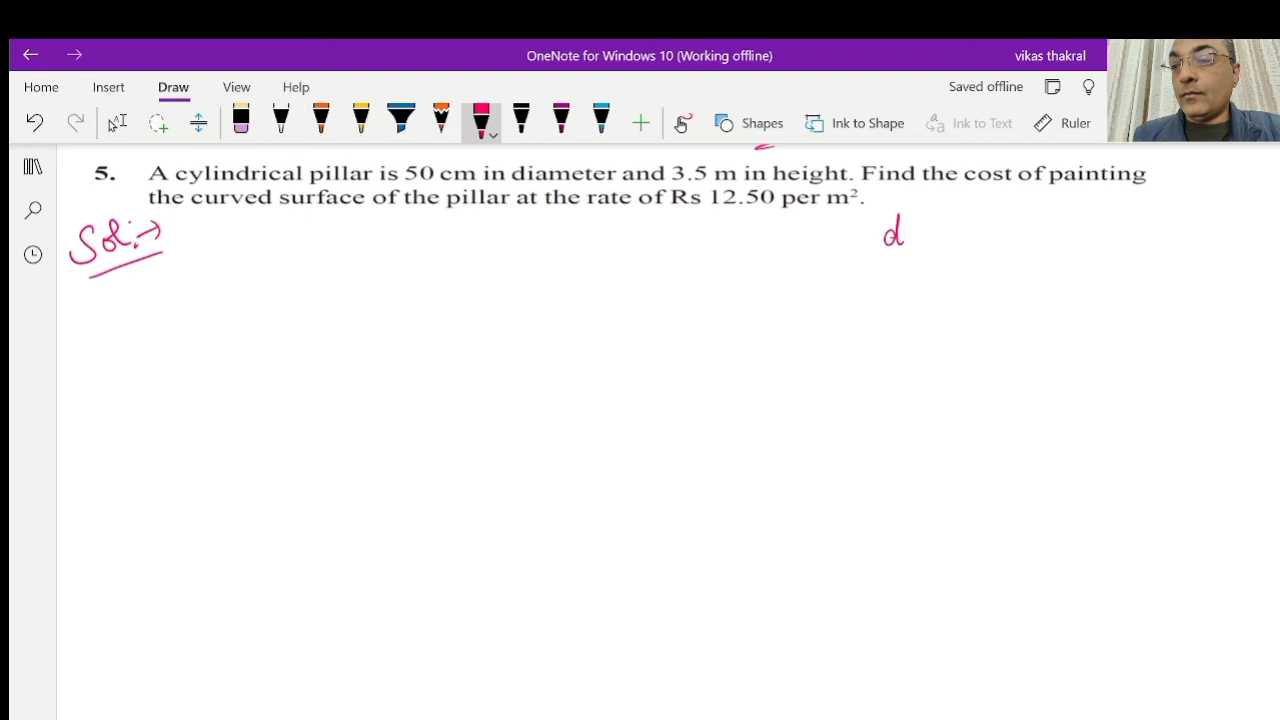 OneNote for Windows 10 (Working offline)
vikas thakral
Home Insert Draw View Help
Saved offline
Shapes Ink to Shape Ink to Text Ruler
5. A cylindrical pillar is 50 cm in diameter and 3.5 m in height. Find the cost of painting
the curved surface of the pillar at the rate of Rs 12.50 per m².
Sol:→
d